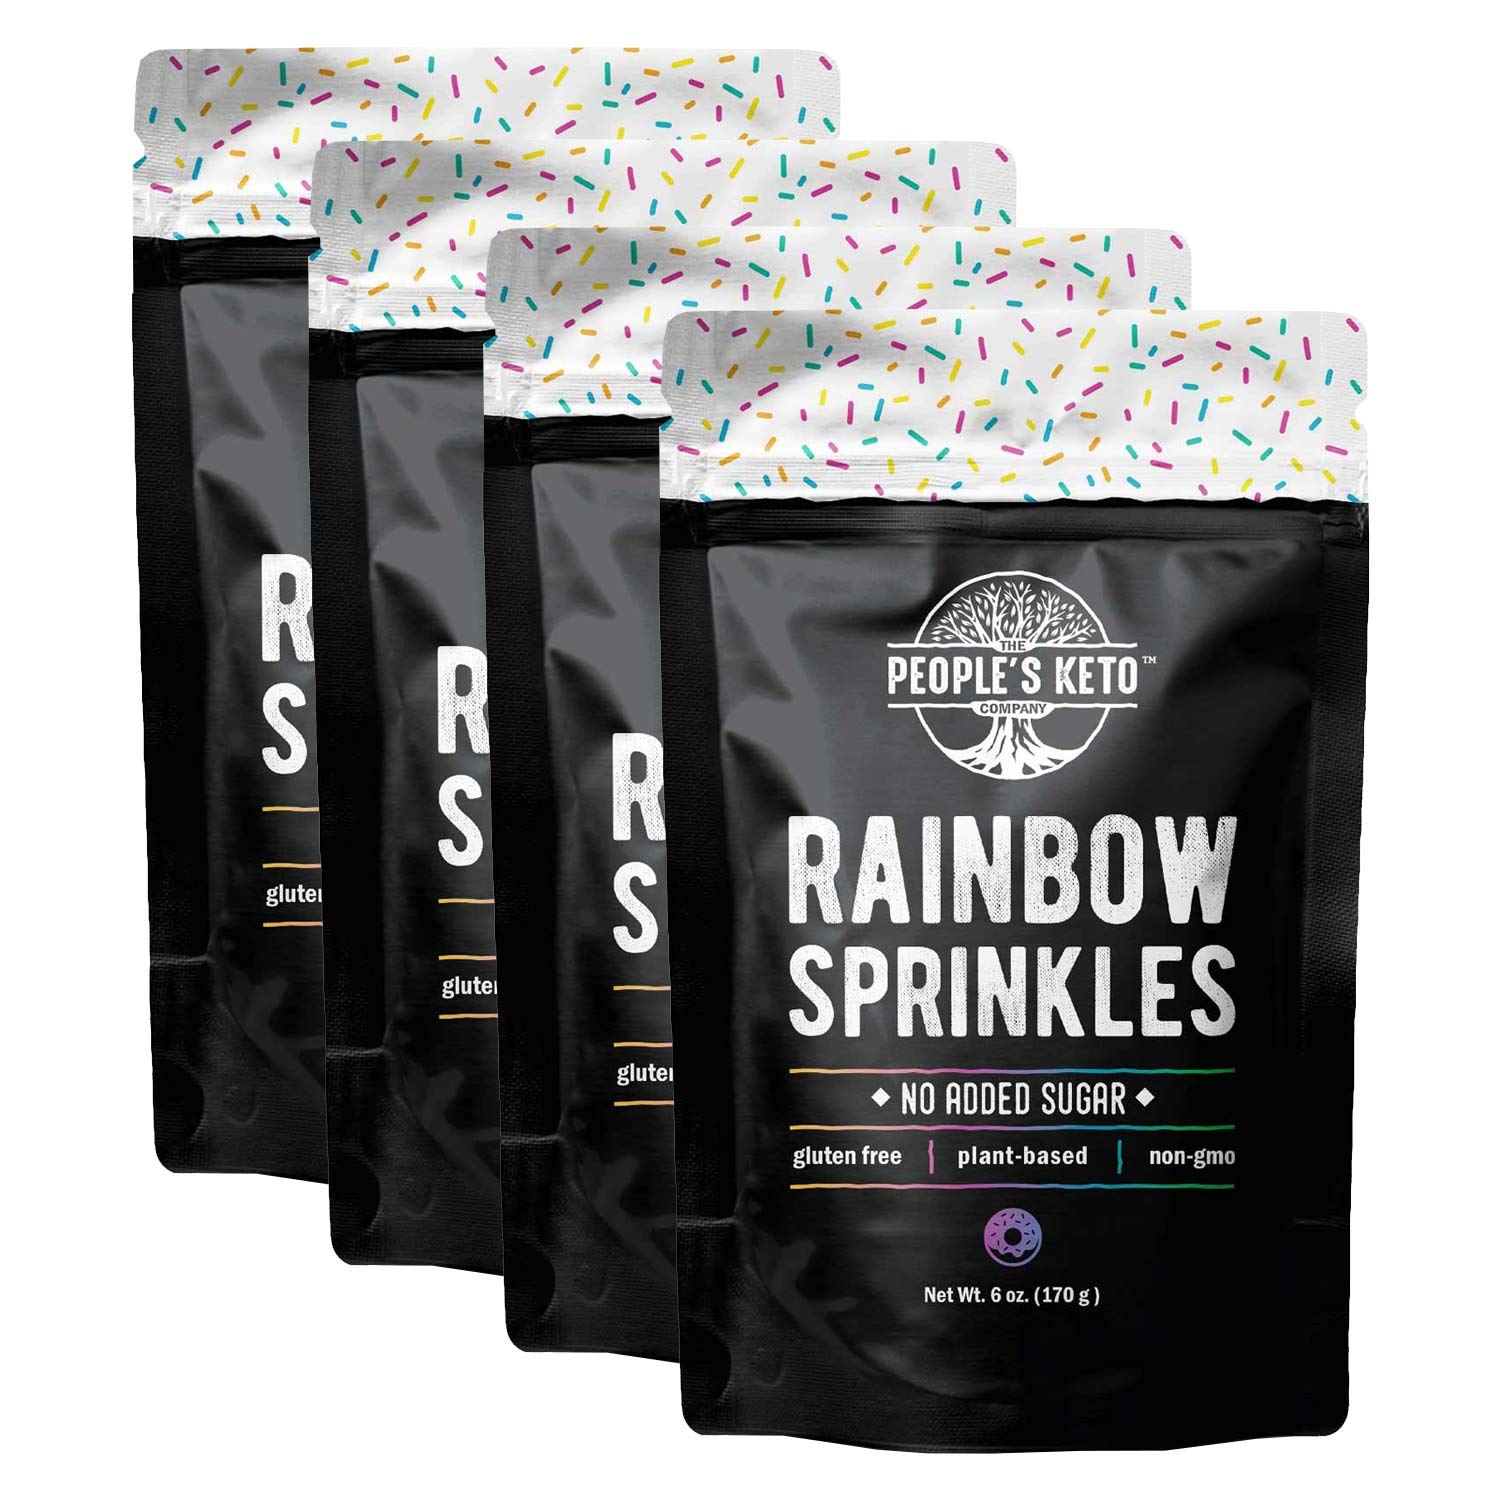 R
S
gluten
R
S
gluten
R
S
gluten
THE
PEOPLE'S KETO™
COMPANY
RAINBOW
SPRINKLES
◆ NO ADDED SUGAR ◆
gluten free | plant-based | non-gmo
Net Wt. 6 oz. (170 g )